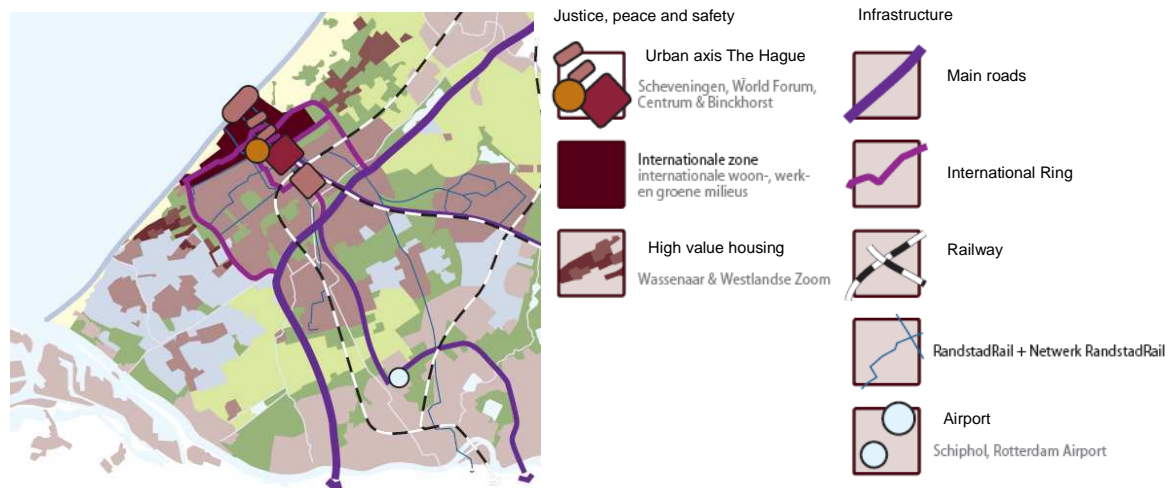 Justice, peace and safety
Urban axis The Hague
Scheveningen, World Forum,
Centrum & Binckhorst
Internationale zone
internationale woon-, werk-
en groene milieus
High value housing
Wassenaar & Westlandse Zoom
Infrastructure
Main roads
International Ring
Railway
RandstadRail + Netwerk RandstadRail
Airport
Schiphol, Rotterdam Airport